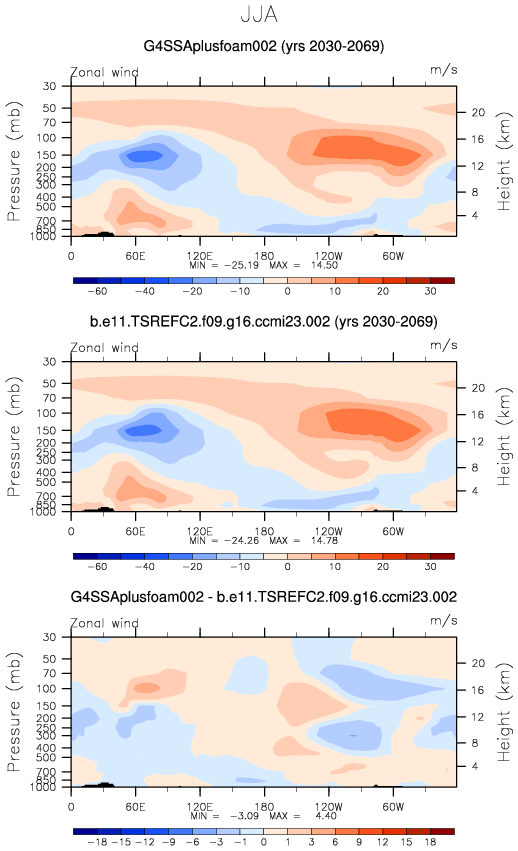 JJA
G4SSAplusfoam002 (yrs 2030-2069)
Zonal wind m/s
30
50
70
100
150
200
250
300
400
500
700
850
1000
Pressure (mb)
20
16
12
8
4
Height (km)
0 60E 120E 180 120W 60W
MIN = -25.19 MAX = 14.50
-60 -40 -20 -10 0 10 20 30
b.e11.TSREFC2.f09.g16.ccmi23.002 (yrs 2030-2069)
Zonal wind m/s
30
50
70
100
150
200
250
300
400
500
700
850
1000
Pressure (mb)
20
16
12
8
4
Height (km)
0 60E 120E 180 120W 60W
MIN = -24.26 MAX = 14.78
-60 -40 -20 -10 0 10 20 30
G4SSAplusfoam002 - b.e11.TSREFC2.f09.g16.ccmi23.002
Zonal wind m/s
30
50
70
100
150
200
250
300
400
500
700
850
1000
Pressure (mb)
20
16
12
8
4
Height (km)
0 60E 120E 180 120W 60W
MIN = -3.09 MAX = 4.40
-18 -15 -12 -9 -6 -3 -1 0 1 3 6 9 12 15 18